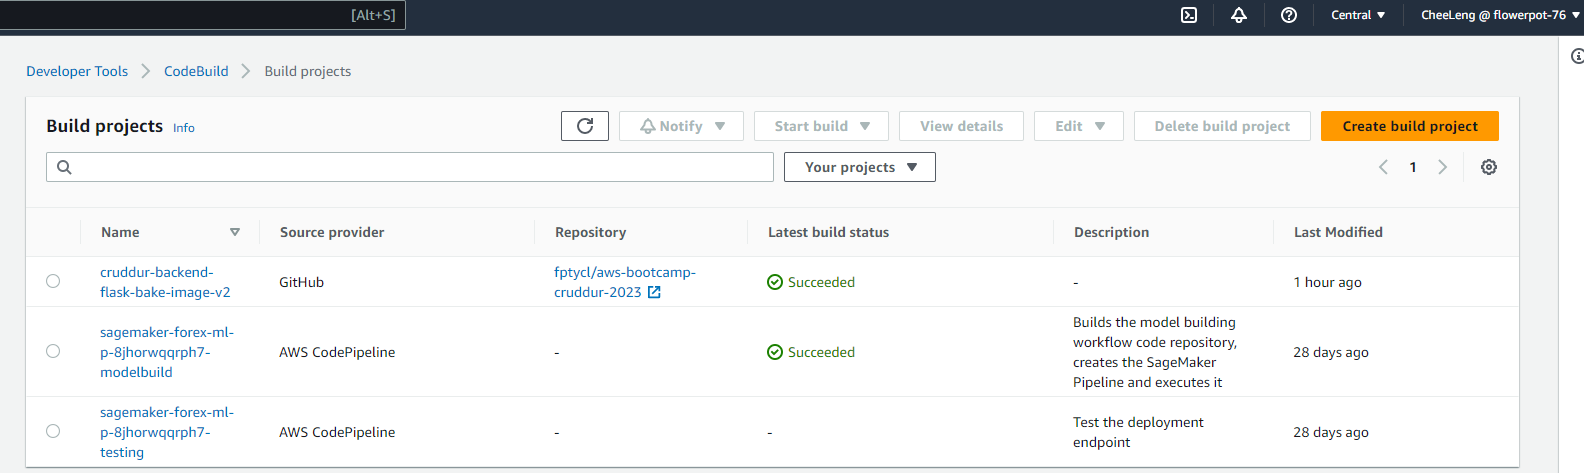 [Alt+S]
Central
CheeLeng @ flowerpot-76
Developer Tools
CodeBuild
Build projects
Build projects
Info
Notify
Start build
View details
Edit
Delete build project
Create build project
Your projects
1
Name
Source provider
Repository
Latest build status
Description
Last Modified
cruddur-backend-
flask-bake-image-v2
GitHub
fptycl/aws-bootcamp-
cruddur-2023
Succeeded
-
1 hour ago
sagemaker-forex-ml-
p-8jhorwqqrph7-
modelbuild
AWS CodePipeline
-
Succeeded
Builds the model building
workflow code repository,
creates the SageMaker
Pipeline and executes it
28 days ago
sagemaker-forex-ml-
p-8jhorwqqrph7-
testing
AWS CodePipeline
-
-
Test the deployment
endpoint
28 days ago